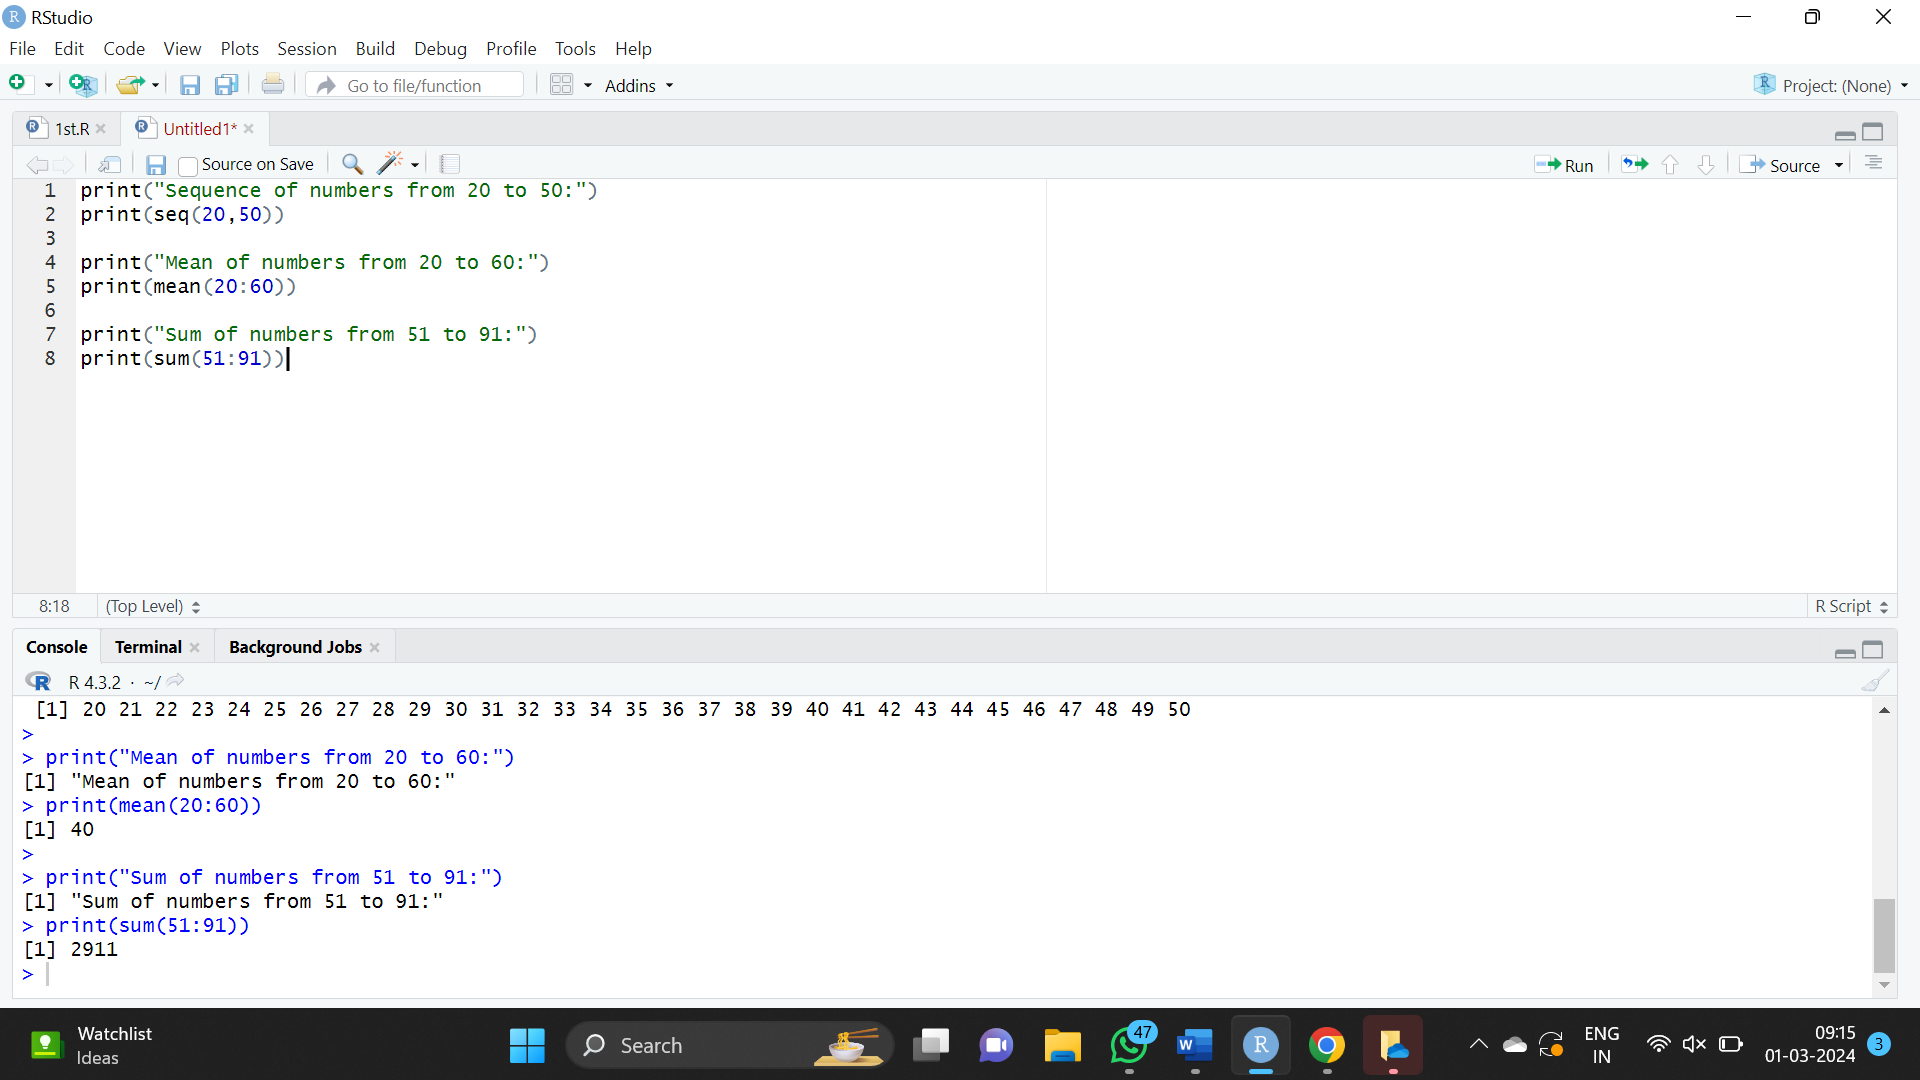 RStudio
File Edit Code View Plots Session Build Debug Profile Tools Help
Go to file/function Addins Project: (None)
1st.R Untitled1*
Source on Save Run Source
1 print("Sequence of numbers from 20 to 50:")
2 print(seq(20,50))
3
4 print("Mean of numbers from 20 to 60:")
5 print(mean(20:60))
6
7 print("Sum of numbers from 51 to 91:")
8 print(sum(51:91))
8:18 (Top Level) R Script
Console Terminal Background Jobs
R 4.3.2 · ~/
[1] 20 21 22 23 24 25 26 27 28 29 30 31 32 33 34 35 36 37 38 39 40 41 42 43 44 45 46 47 48 49 50
>
> print("Mean of numbers from 20 to 60:")
[1] "Mean of numbers from 20 to 60:"
> print(mean(20:60))
[1] 40
>
> print("Sum of numbers from 51 to 91:")
[1] "Sum of numbers from 51 to 91:"
> print(sum(51:91))
[1] 2911
>
Watchlist
Ideas
Search
47
ENG
IN
09:15
01-03-2024
3